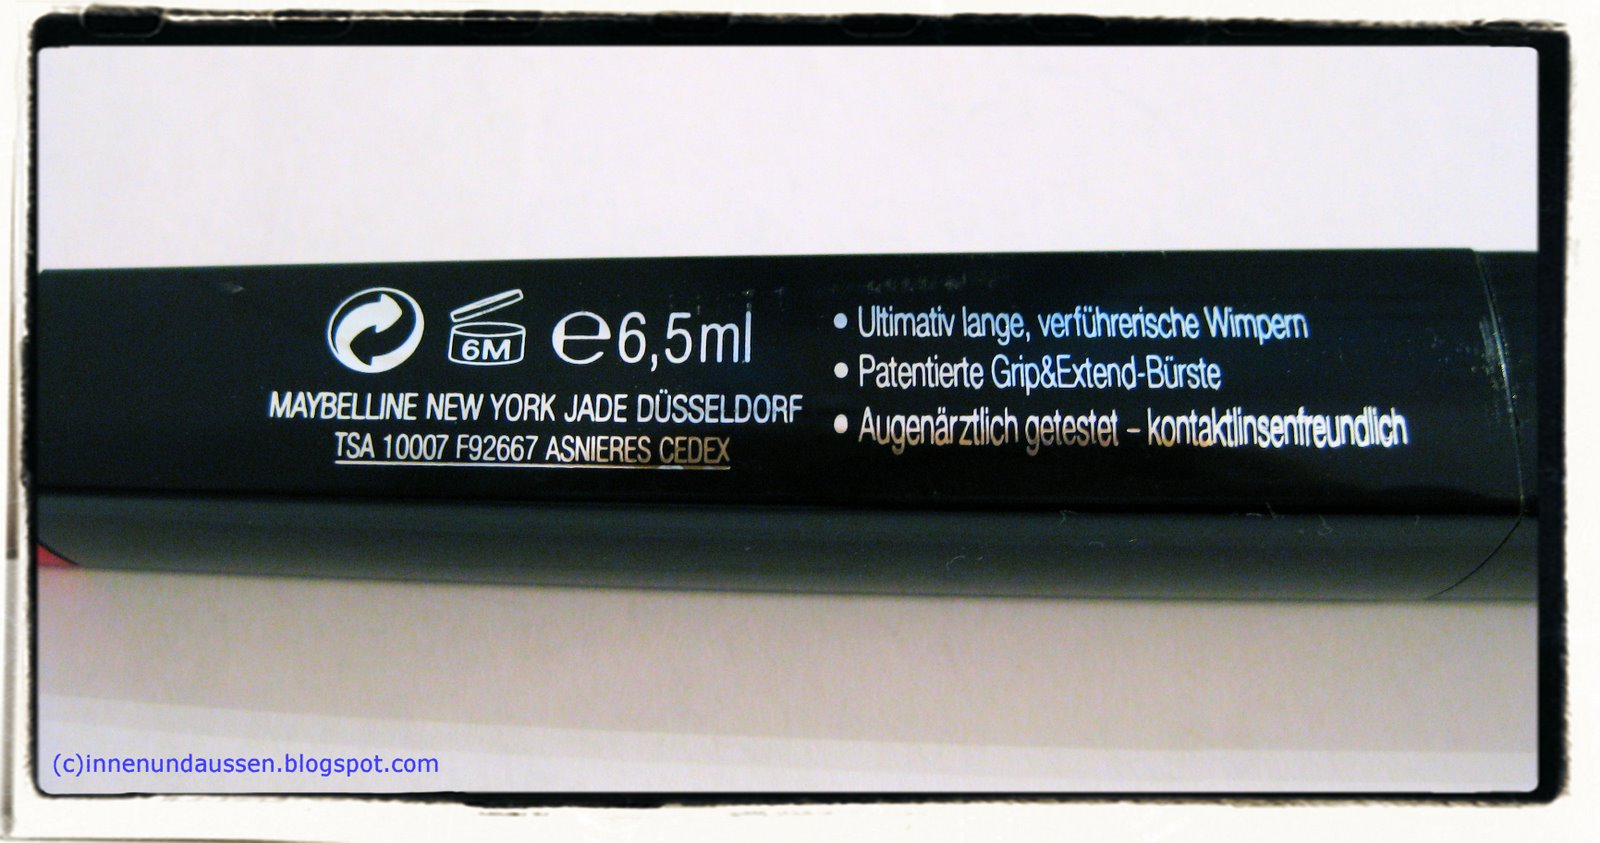 6M
℮6,5ml
MAYBELLINE NEW YORK JADE DÜSSELDORF
TSA 10007 F92667 ASNIERES CEDEX
• Ultimativ lange, verführerische Wimpern
• Patentierte Grip&Extend-Bürste
• Augenärztlich getestet – kontaktlinsenfreundlich
(c)innenundaussen.blogspot.com